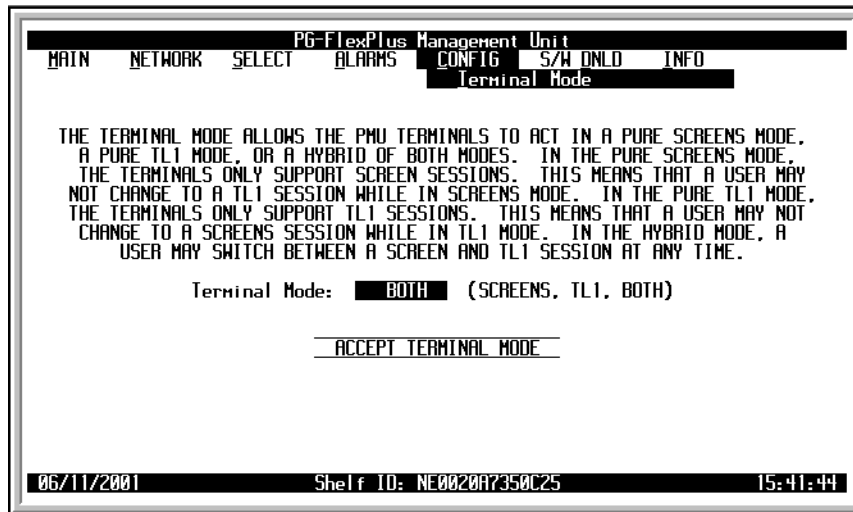 PG-FlexPlus Management Unit
MAIN NETWORK SELECT ALARMS CONFIG S/W DNLD INFO
Terminal Mode
THE TERMINAL MODE ALLOWS THE PMU TERMINALS TO ACT IN A PURE SCREENS MODE,
A PURE TL1 MODE, OR A HYBRID OF BOTH MODES. IN THE PURE SCREENS MODE,
THE TERMINALS ONLY SUPPORT SCREEN SESSIONS. THIS MEANS THAT A USER MAY
NOT CHANGE TO A TL1 SESSION WHILE IN SCREENS MODE. IN THE PURE TL1 MODE,
THE TERMINALS ONLY SUPPORT TL1 SESSIONS. THIS MEANS THAT A USER MAY NOT
CHANGE TO A SCREENS SESSION WHILE IN TL1 MODE. IN THE HYBRID MODE, A
USER MAY SWITCH BETWEEN A SCREEN AND TL1 SESSION AT ANY TIME.
Terminal Mode: BOTH (SCREENS, TL1, BOTH)
ACCEPT TERMINAL MODE
06/11/2001 Shelf ID: NE0020A7350C25 15:41:44